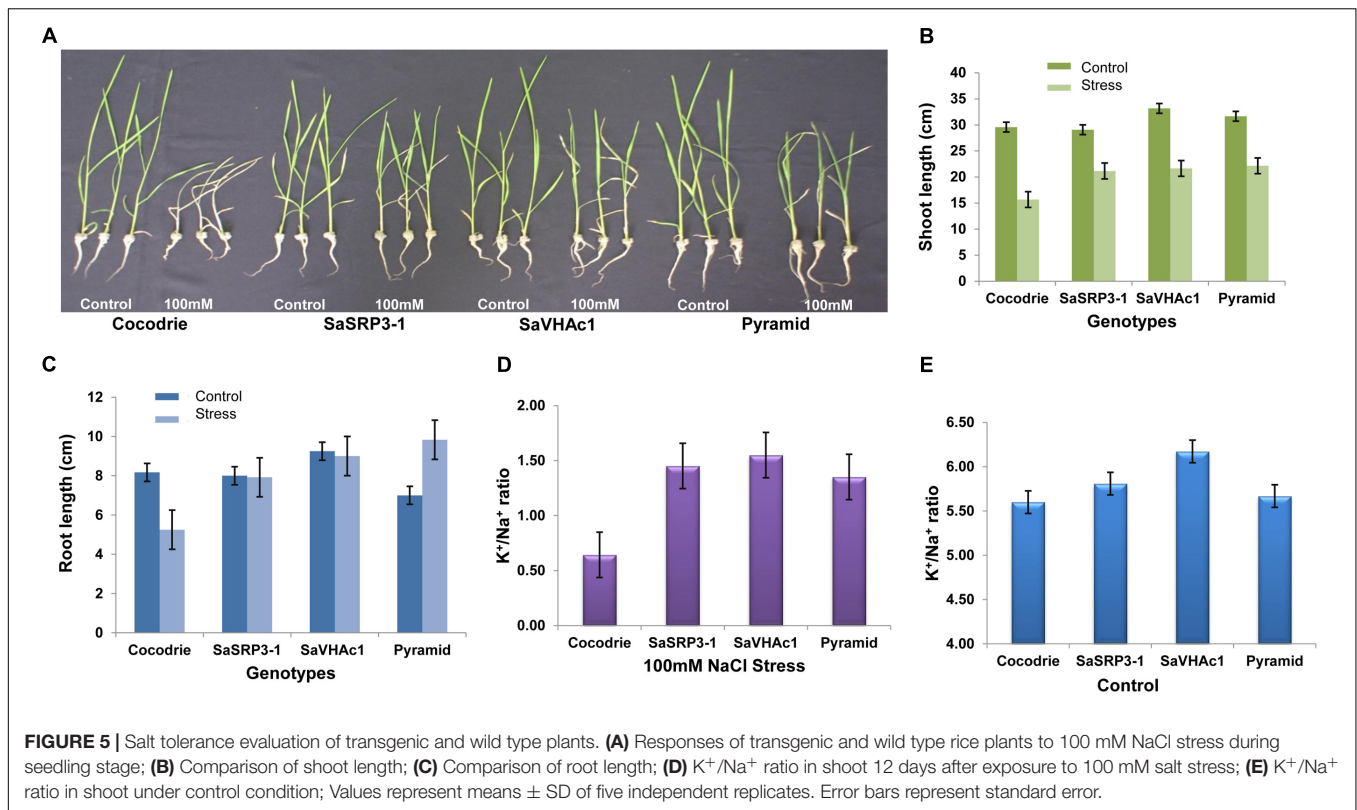 A
Control 100mM Control 100mM Control 100mM Control 100mM
Cocodrie SaSRP3-1 SaVHAc1 Pyramid
B
Control
Stress
40
35
30
25
20
15
10
5
0
Shoot length (cm)
Cocodrie SaSRP3-1 SaVHAc1 Pyramid
Genotypes
C
Control
Stress
12
10
8
6
4
2
0
Root length (cm)
Cocodrie SaSRP3-1 SaVHAc1 Pyramid
Genotypes
D
2.00
1.50
1.00
0.50
0.00
K⁺/Na⁺ ratio
Cocodrie SaSRP3-1 SaVHAc1 Pyramid
100mM NaCl Stress
E
6.50
6.00
5.50
5.00
4.50
4.00
K⁺/Na⁺ ratio
Cocodrie SaSRP3-1 SaVHAc1 Pyramid
Control
FIGURE 5 | Salt tolerance evaluation of transgenic and wild type plants. (A) Responses of transgenic and wild type rice plants to 100 mM NaCl stress during
seedling stage; (B) Comparison of shoot length; (C) Comparison of root length; (D) K⁺/Na⁺ ratio in shoot 12 days after exposure to 100 mM salt stress; (E) K⁺/Na⁺
ratio in shoot under control condition; Values represent means ± SD of five independent replicates. Error bars represent standard error.